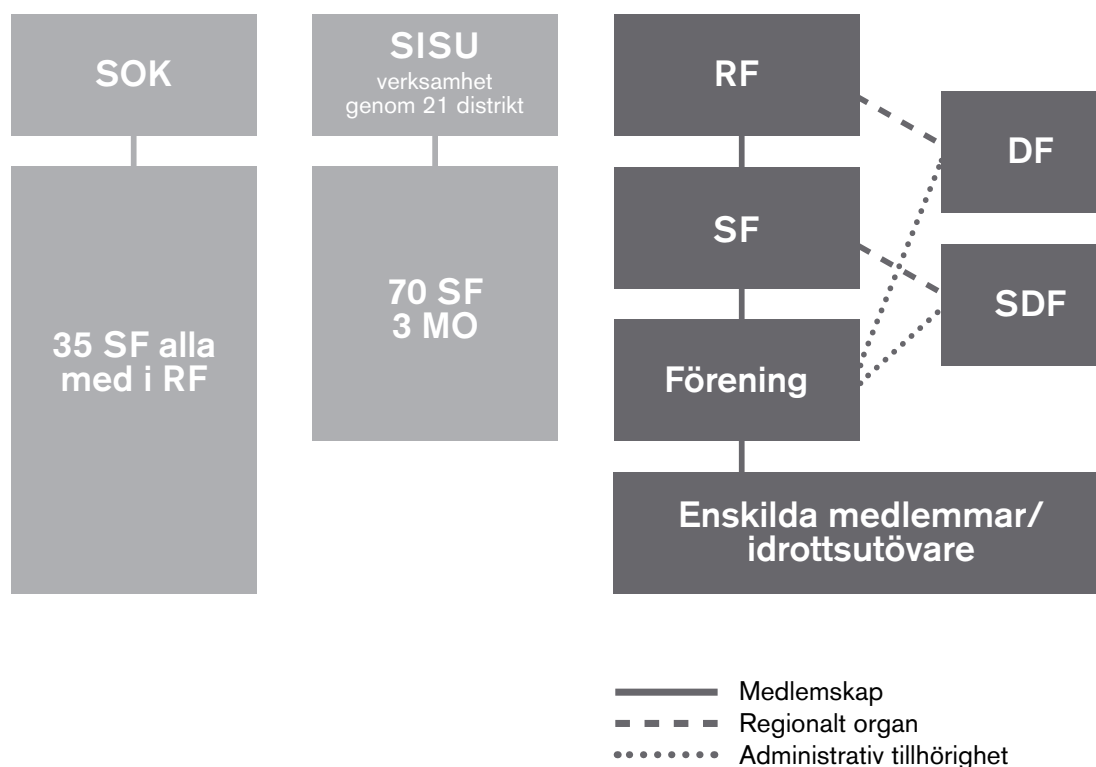 SOK
35 SF alla
med i RF
SISU
verksamhet
genom 21 distrikt
70 SF
3 MO
RF
DF
SF
SDF
Förening
Enskilda medlemmar/
idrottsutövare
Medlemskap
Regionalt organ
Administrativ tillhörighet